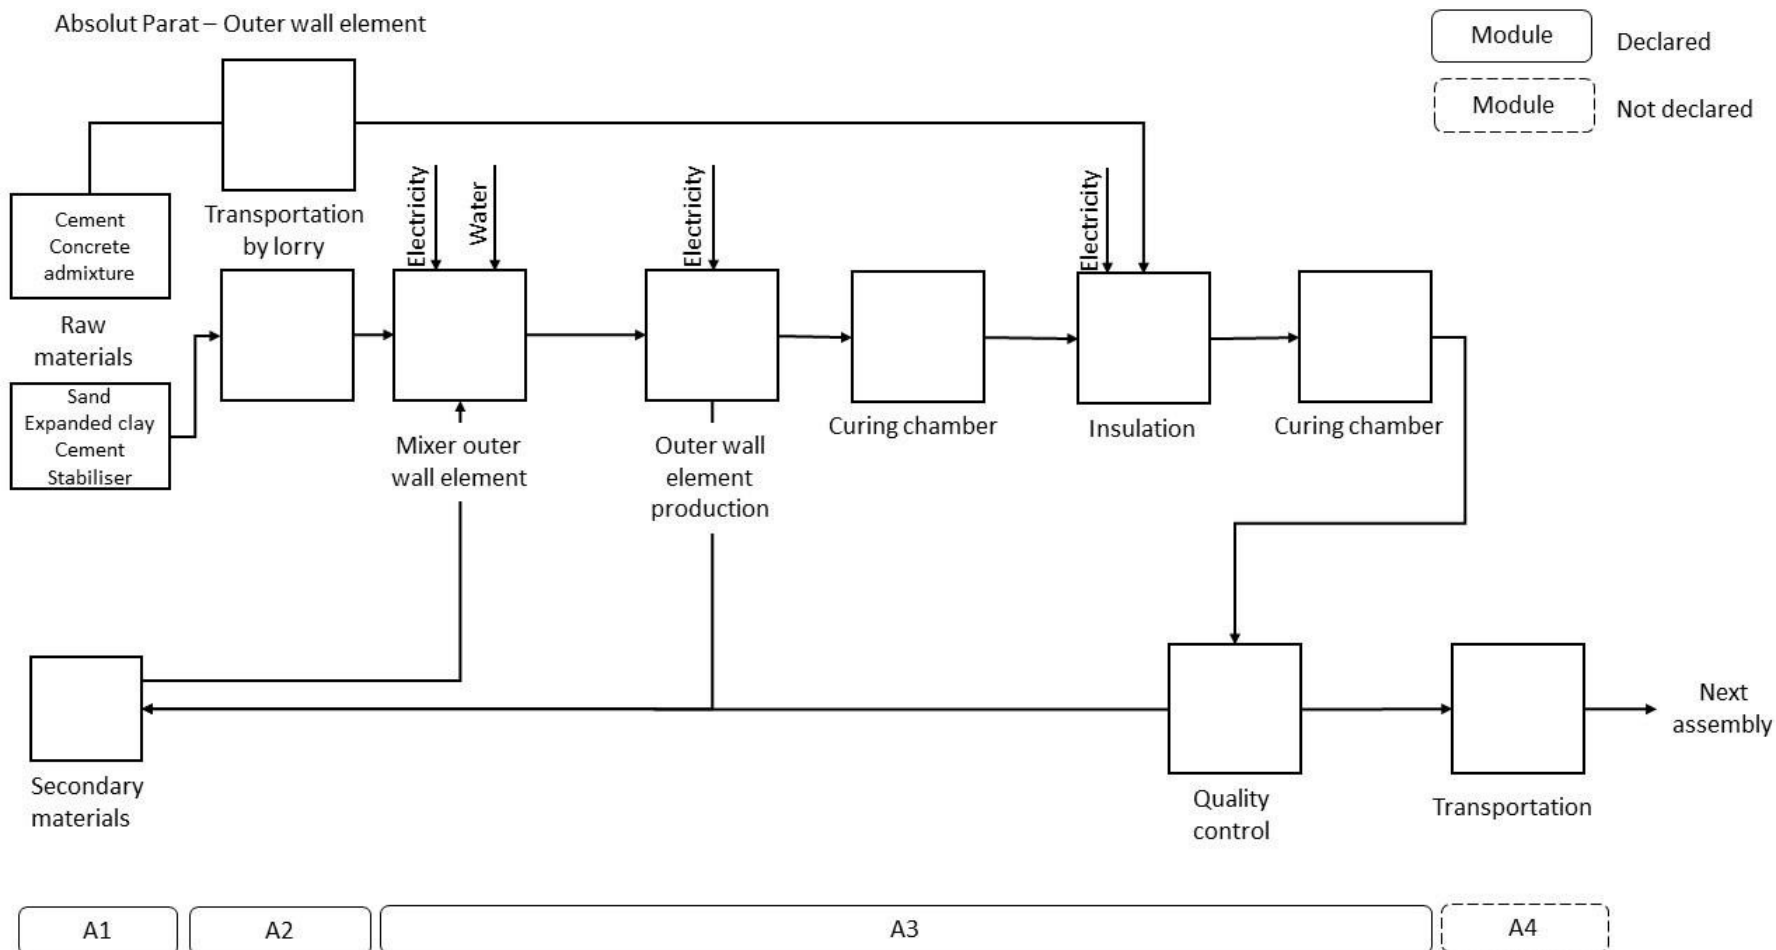 Absolut Parat – Outer wall element
Module
Declared
Module
Not declared
Cement
Concrete
admixture
Transportation
by lorry
Electricity
Water
Electricity
Electricity
Raw
materials
Sand
Expanded clay
Cement
Stabiliser
Mixer outer
wall element
Outer wall
element
production
Curing chamber
Insulation
Curing chamber
Secondary
materials
Quality
control
Transportation
Next
assembly
A1
A2
A3
A4